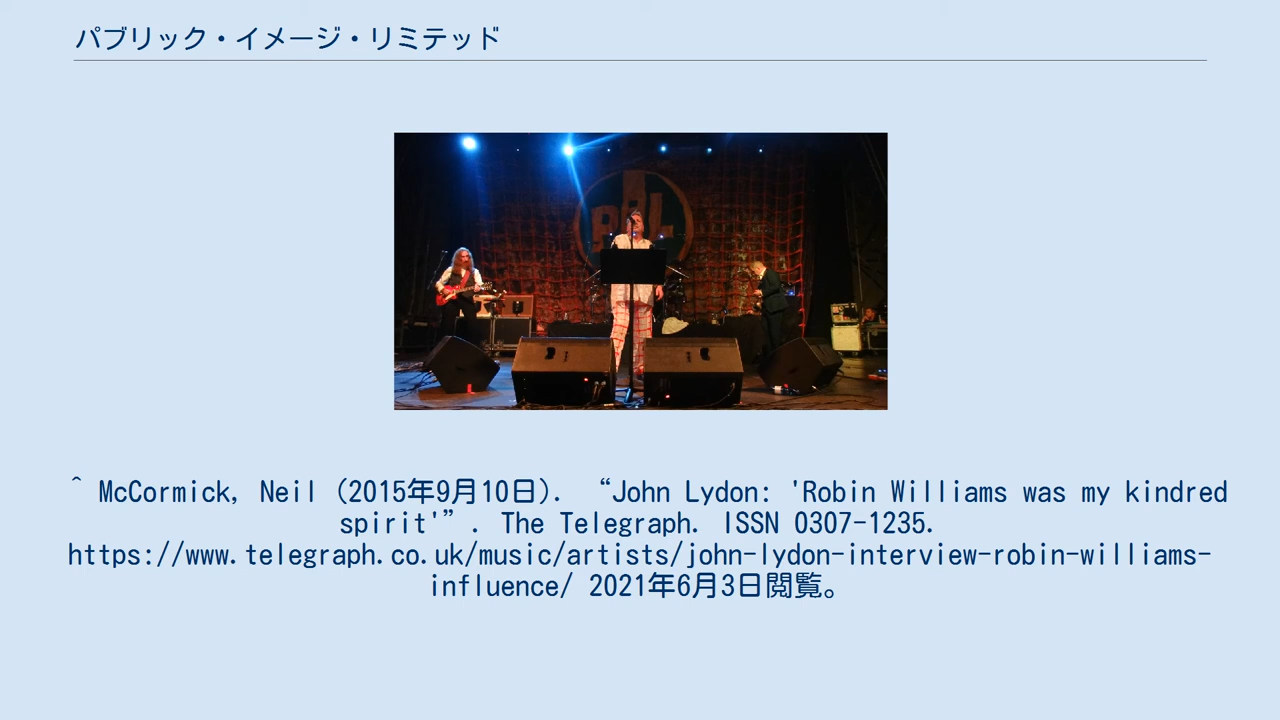 パブリック・イメージ・リミテッド
PiL
^ McCormick, Neil (2015年9月10日). “John Lydon: 'Robin Williams was my kindred
spirit'”. The Telegraph. ISSN 0307-1235.
https://www.telegraph.co.uk/music/artists/john-lydon-interview-robin-williams-
influence/ 2021年6月3日閲覧。